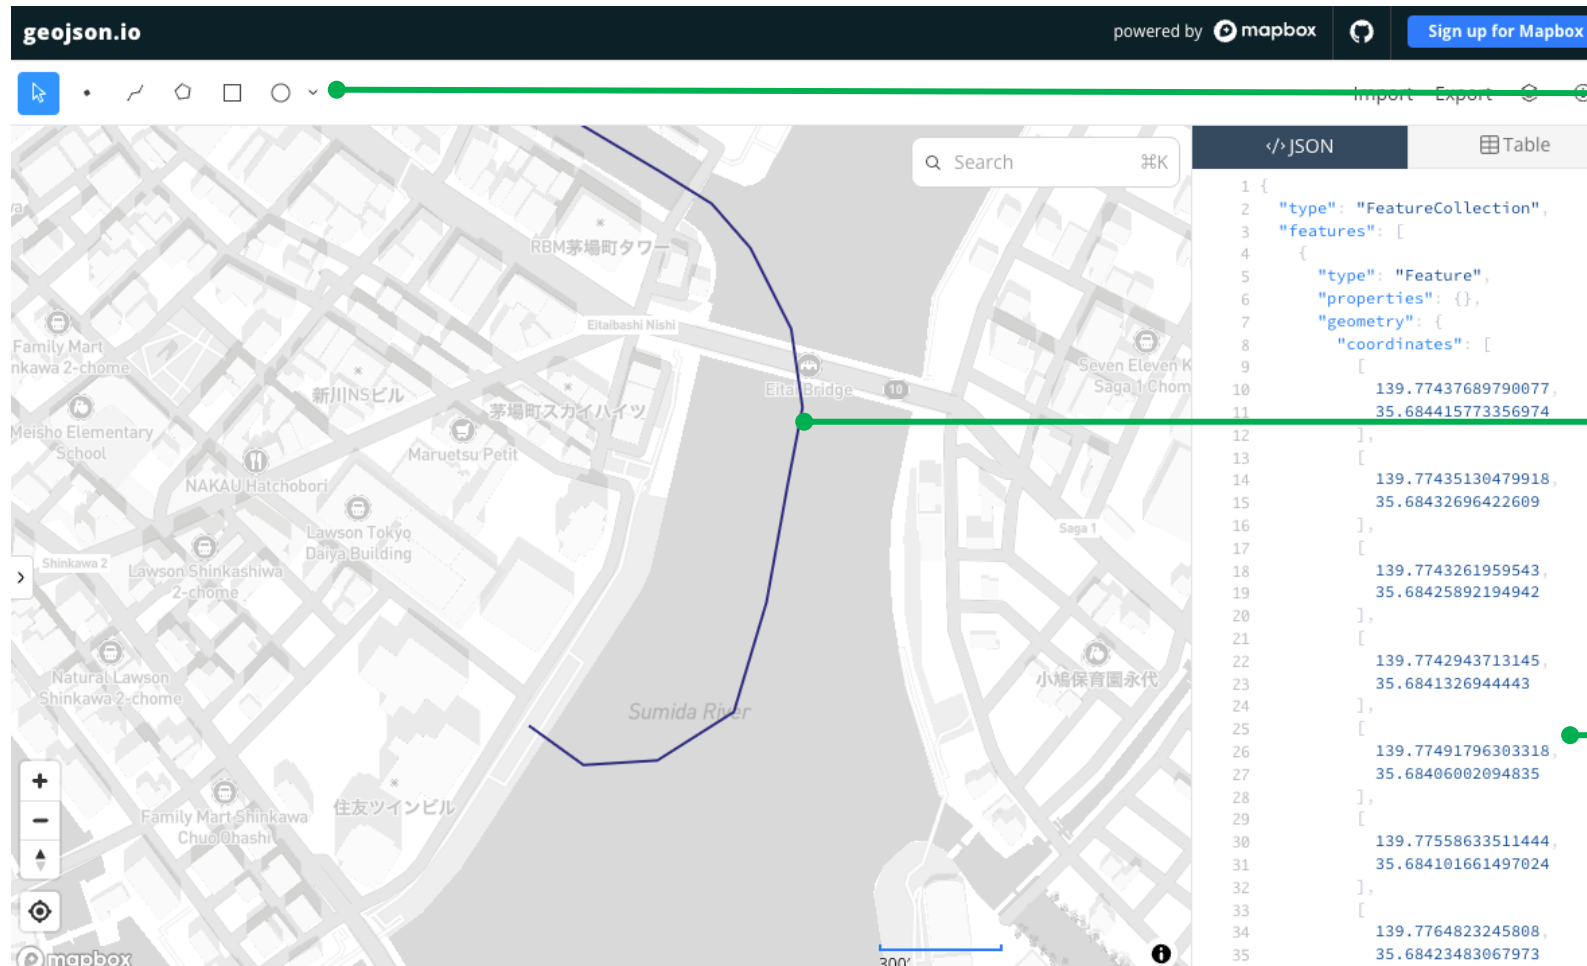 geojson.io
powered by mapbox
Sign up for Mapbox
Import Export
Search ⌘K
</> JSON
Table
RBM茅場町タワー
Eitaibashi Nishi
Family Mart
nkawa 2-chome
新川NSビル
Eitai Bridge
10
Seven Eleven K
Saga 1 Chom
茅場町スカイハイツ
Meisho Elementary
School
Maruetsu Petit
NAKAU Hatchobori
Lawson Tokyo
Daiya Building
Saga 1
Shinkawa 2
Lawson Shinkashiwa
2-chome
Natural Lawson
Shinkawa 2-chome
小鳩保育園永代
Sumida River
Family Mart Shinkawa
Chuo Ohashi
住友ツインビル
mapbox
300'
1 {
2 "type": "FeatureCollection",
3 "features": [
4 {
5 "type": "Feature",
6 "properties": {},
7 "geometry": {
8 "coordinates": [
9 [
10 139.77437689790077,
11 35.684415773356974
12 ],
13 [
14 139.77435130479918,
15 35.68432696422609
16 ],
17 [
18 139.7743261959543,
19 35.68425892194942
20 ],
21 [
22 139.7742943713145,
23 35.6841326944443
24 ],
25 [
26 139.77491796303318,
27 35.68406002094835
28 ],
29 [
30 139.77558633511444,
31 35.684101661497024
32 ],
33 [
34 139.7764823245808,
35 35.68423483067973